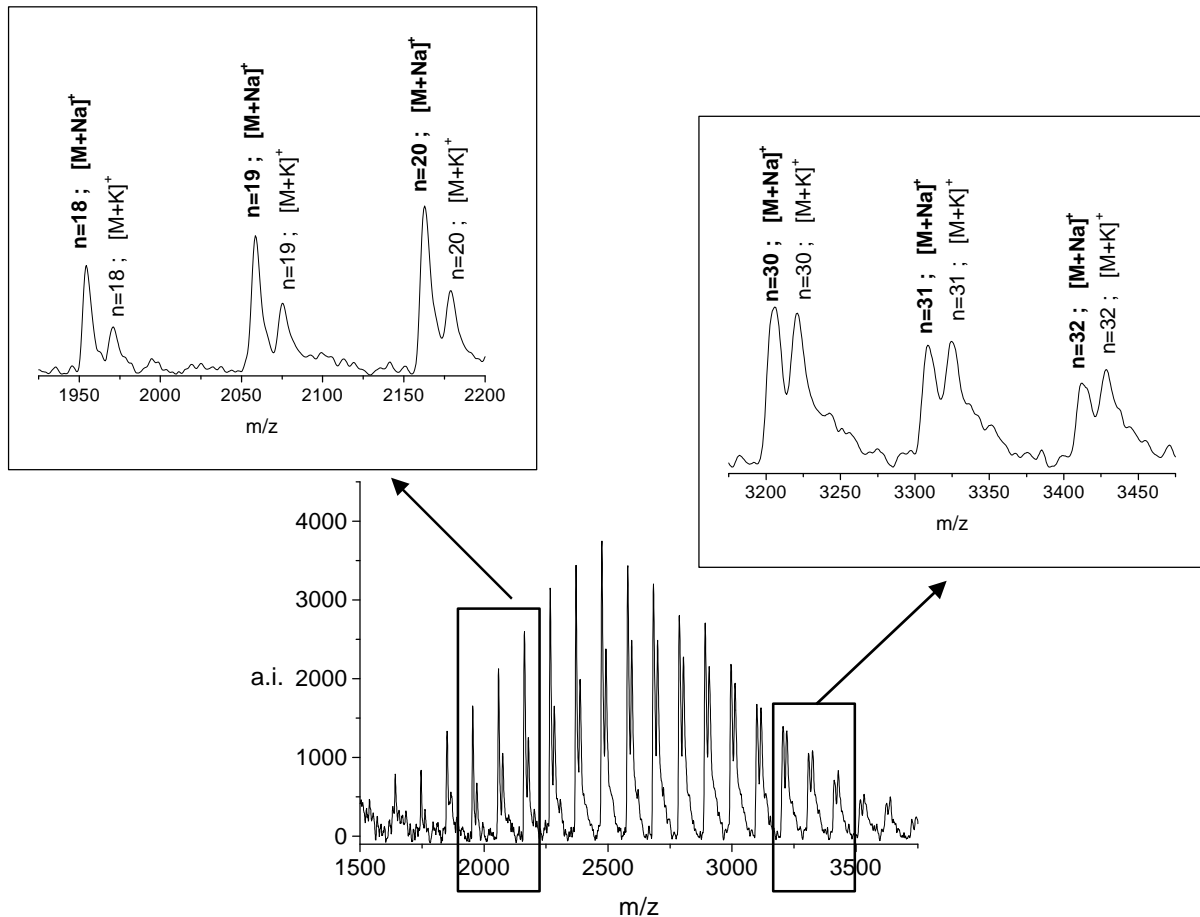 n=18 ; [M+Na]+
n=18 ; [M+K]+
n=19 ; [M+Na]+
n=19 ; [M+K]+
n=20 ; [M+Na]+
n=20 ; [M+K]+
1950 2000 2050 2100 2150 2200
m/z
n=30 ; [M+Na]+
n=30 ; [M+K]+
n=31 ; [M+Na]+
n=31 ; [M+K]+
n=32 ; [M+Na]+
n=32 ; [M+K]+
3200 3250 3300 3350 3400 3450
m/z
4000
3000
a.i.
2000
1000
0
1500 2000 2500 3000 3500
m/z